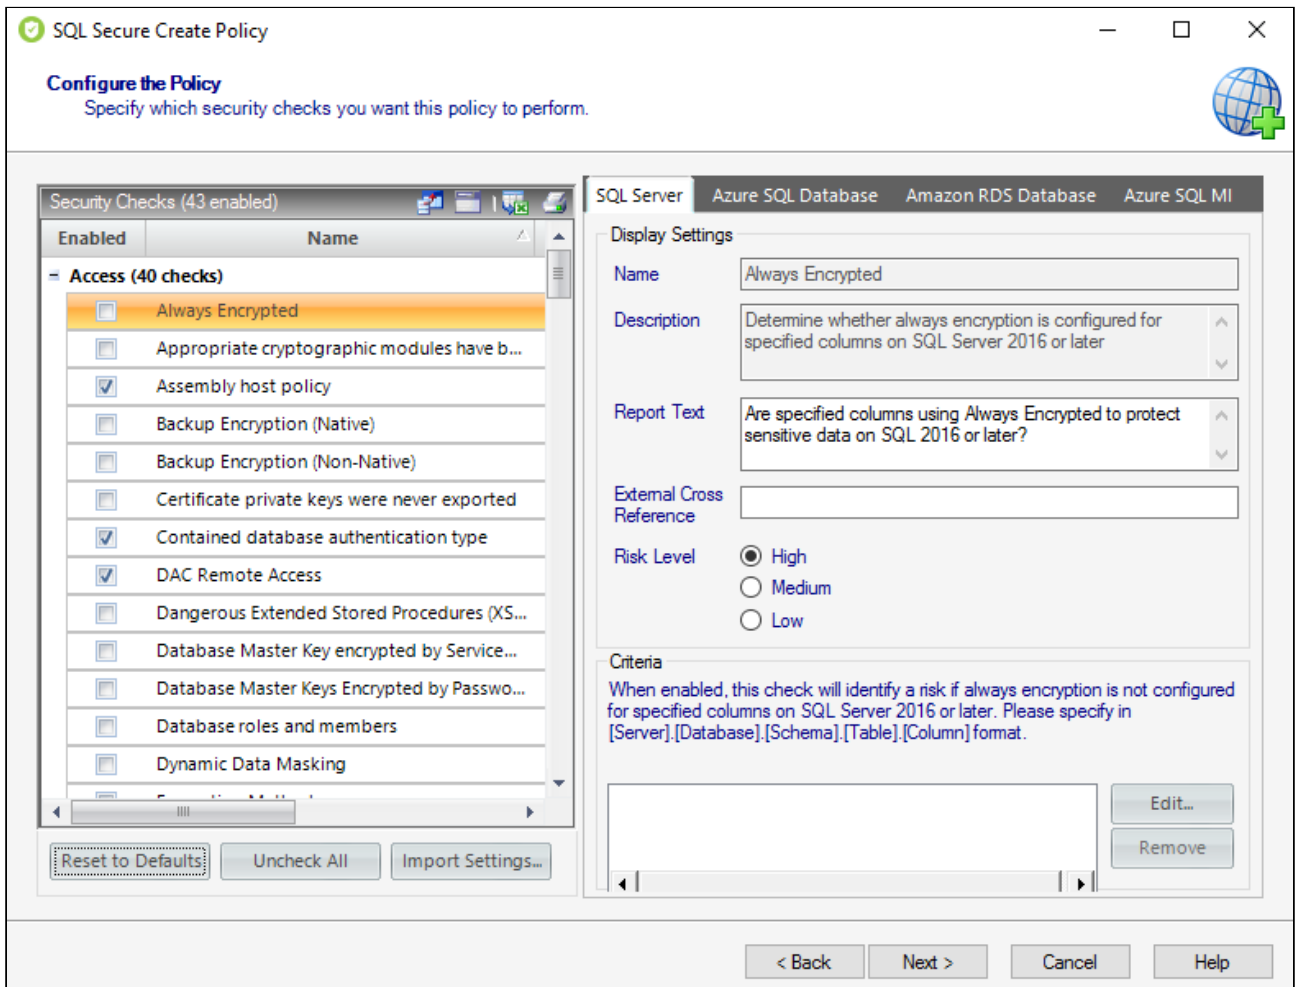 SQL Secure Create Policy
Configure the Policy
Specify which security checks you want this policy to perform.
Security Checks (43 enabled)
Enabled
Name
Access (40 checks)
Always Encrypted
Appropriate cryptographic modules have b...
Assembly host policy
Backup Encryption (Native)
Backup Encryption (Non-Native)
Certificate private keys were never exported
Contained database authentication type
DAC Remote Access
Dangerous Extended Stored Procedures (XS...
Database Master Key encrypted by Service...
Database Master Keys Encrypted by Passwo...
Database roles and members
Dynamic Data Masking
Reset to Defaults
Uncheck All
Import Settings...
SQL Server
Azure SQL Database
Amazon RDS Database
Azure SQL MI
Display Settings
Name
Always Encrypted
Description
Determine whether always encryption is configured for
specified columns on SQL Server 2016 or later
Report Text
Are specified columns using Always Encrypted to protect
sensitive data on SQL 2016 or later?
External Cross
Reference
Risk Level
High
Medium
Low
Criteria
When enabled, this check will identify a risk if always encryption is not configured
for specified columns on SQL Server 2016 or later. Please specify in
[Server].[Database].[Schema].[Table].[Column] format.
Edit...
Remove
< Back
Next >
Cancel
Help